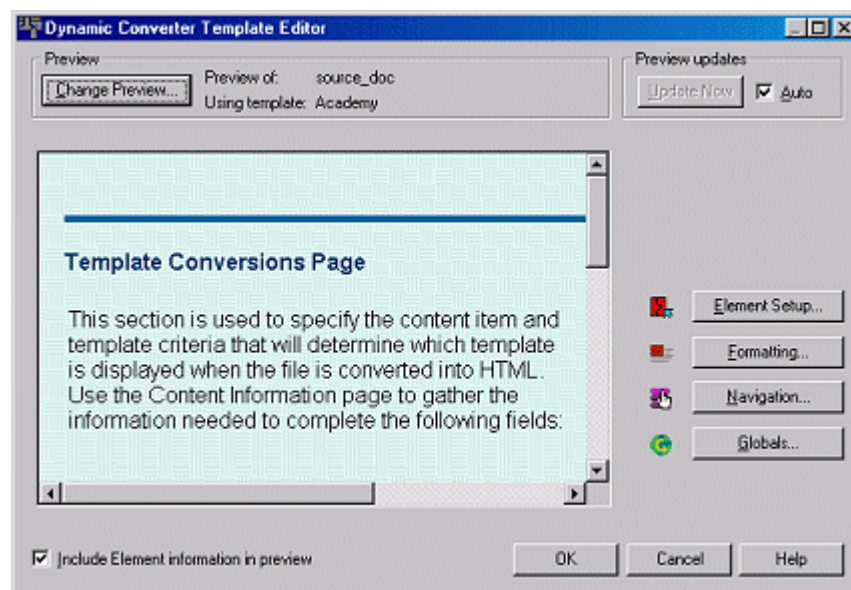 Dynamic Converter Template Editor
Preview
Change Preview...
Preview of: source_doc
Using template: Academy
Preview updates
Update Now
Auto
Template Conversions Page
This section is used to specify the content item and
template criteria that will determine which template
is displayed when the file is converted into HTML.
Use the Content Information page to gather the
information needed to complete the following fields:
Element Setup...
Formatting...
Navigation...
Globals...
Include Element information in preview
OK
Cancel
Help